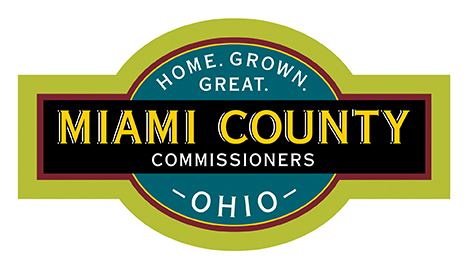 HOME. GROWN.
GREAT.
MIAMI COUNTY
COMMISSIONERS
–OHIO–